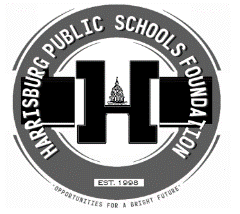 HARRISBURG PUBLIC SCHOOLS FOUNDATION
H
EST. 1998
"OPPORTUNITIES FOR A BRIGHT FUTURE"